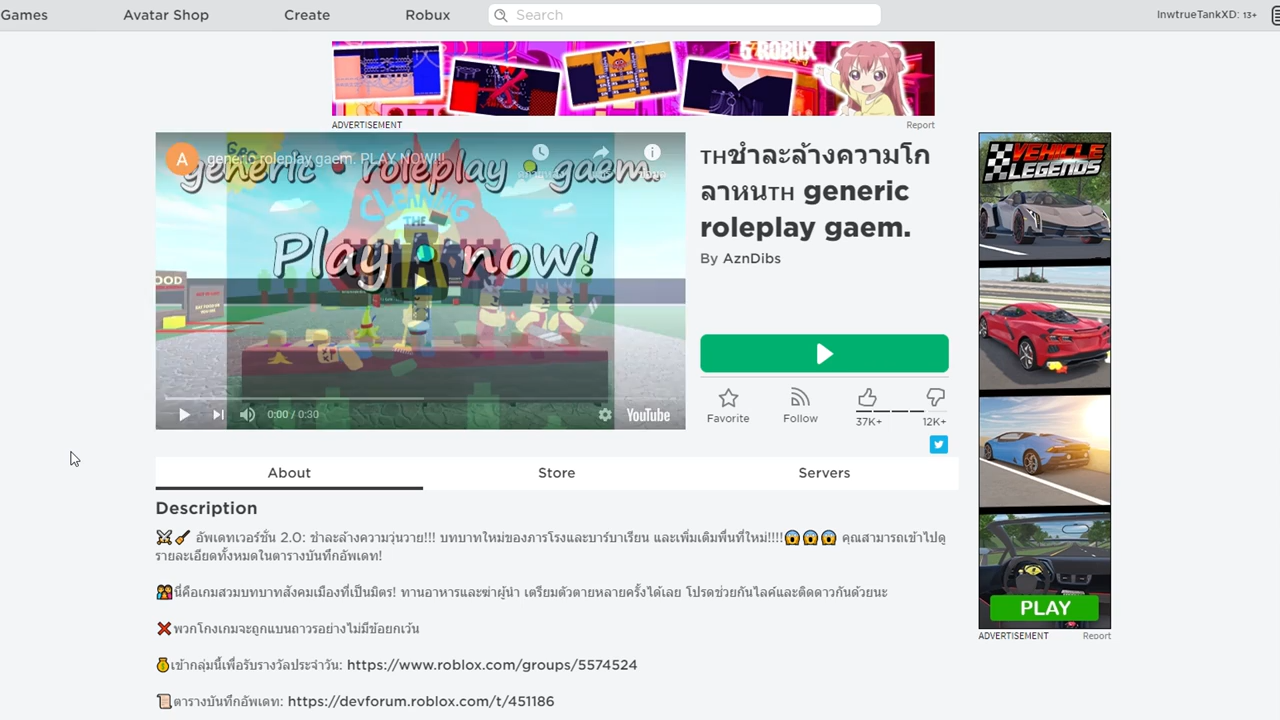 Games
Avatar Shop
Create
Robux
Search
InwtrueTankXD: 13+
ROBUX
ADVERTISEMENT
Report
A
generic roleplay gaem. PLAY NOW!!!
generic • roleplay gaem.
CLEANING
THE
Play now!
0:00 / 0:30
YouTube
THชำละล้างความโก
ลาหนTH generic
roleplay gaem.
By AznDibs
Favorite
Follow
37K+
12K+
VEHICLE
LEGENDS
PLAY
ADVERTISEMENT
Report
About
Store
Servers
Description
⚔️🧹 อัพเดทเวอร์ชั่น 2.0: ชำละล้างความวุ่นวาย!!! บทบาทใหม่ของภารโรงและบาร์บาเรียน และเพิ่มเติมพื้นที่ใหม่!!!!😱😱😱 คุณสามารถเข้าไปดู
รายละเอียดทั้งหมดในตารางบันทึกอัพเดท!
👪นี่คือเกมสวมบทบาทสังคมเมืองที่เป็นมิตร! ทานอาหารและฆ่าผู้นำ เตรียมตัวตายหลายครั้งได้เลย โปรดช่วยกันไลค์และติดดาวกันด้วยนะ
❌พวกโกงเกมจะถูกแบนถาวรอย่างไม่มีข้อยกเว้น
💰เข้ากลุ่มนี้เพื่อรับรางวัลประจำวัน: https://www.roblox.com/groups/5574524
📜ตารางบันทึกอัพเดท: https://devforum.roblox.com/t/451186